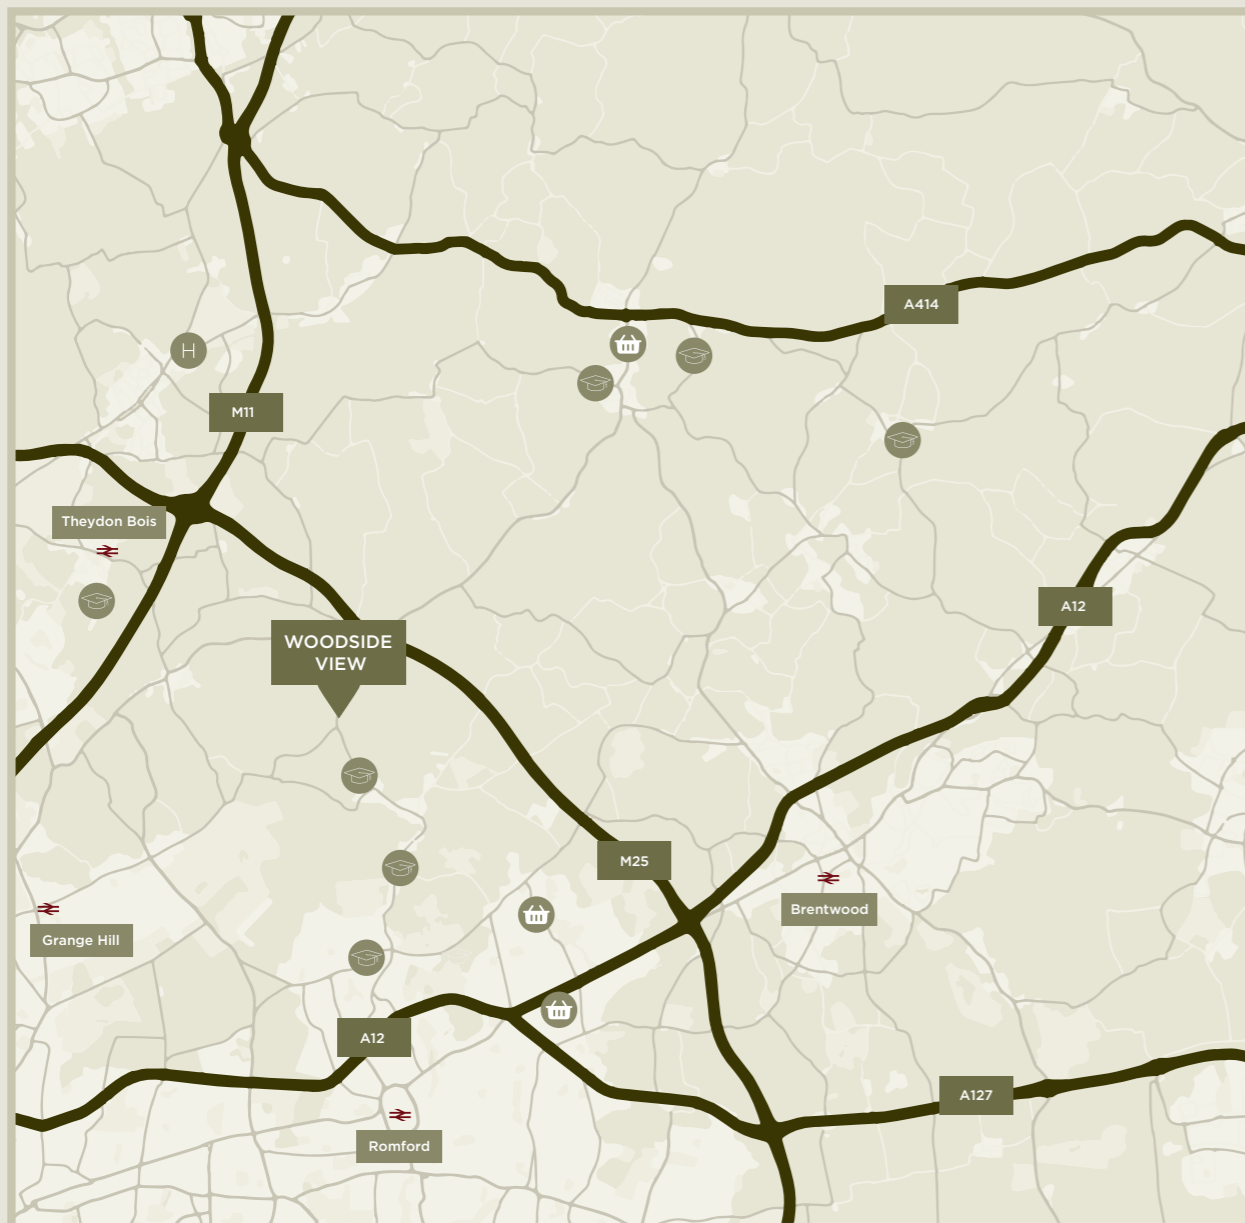 A414
H
M11
Theydon Bois
A12
WOODSIDE
VIEW
M25
Brentwood
Grange Hill
A12
A127
Romford